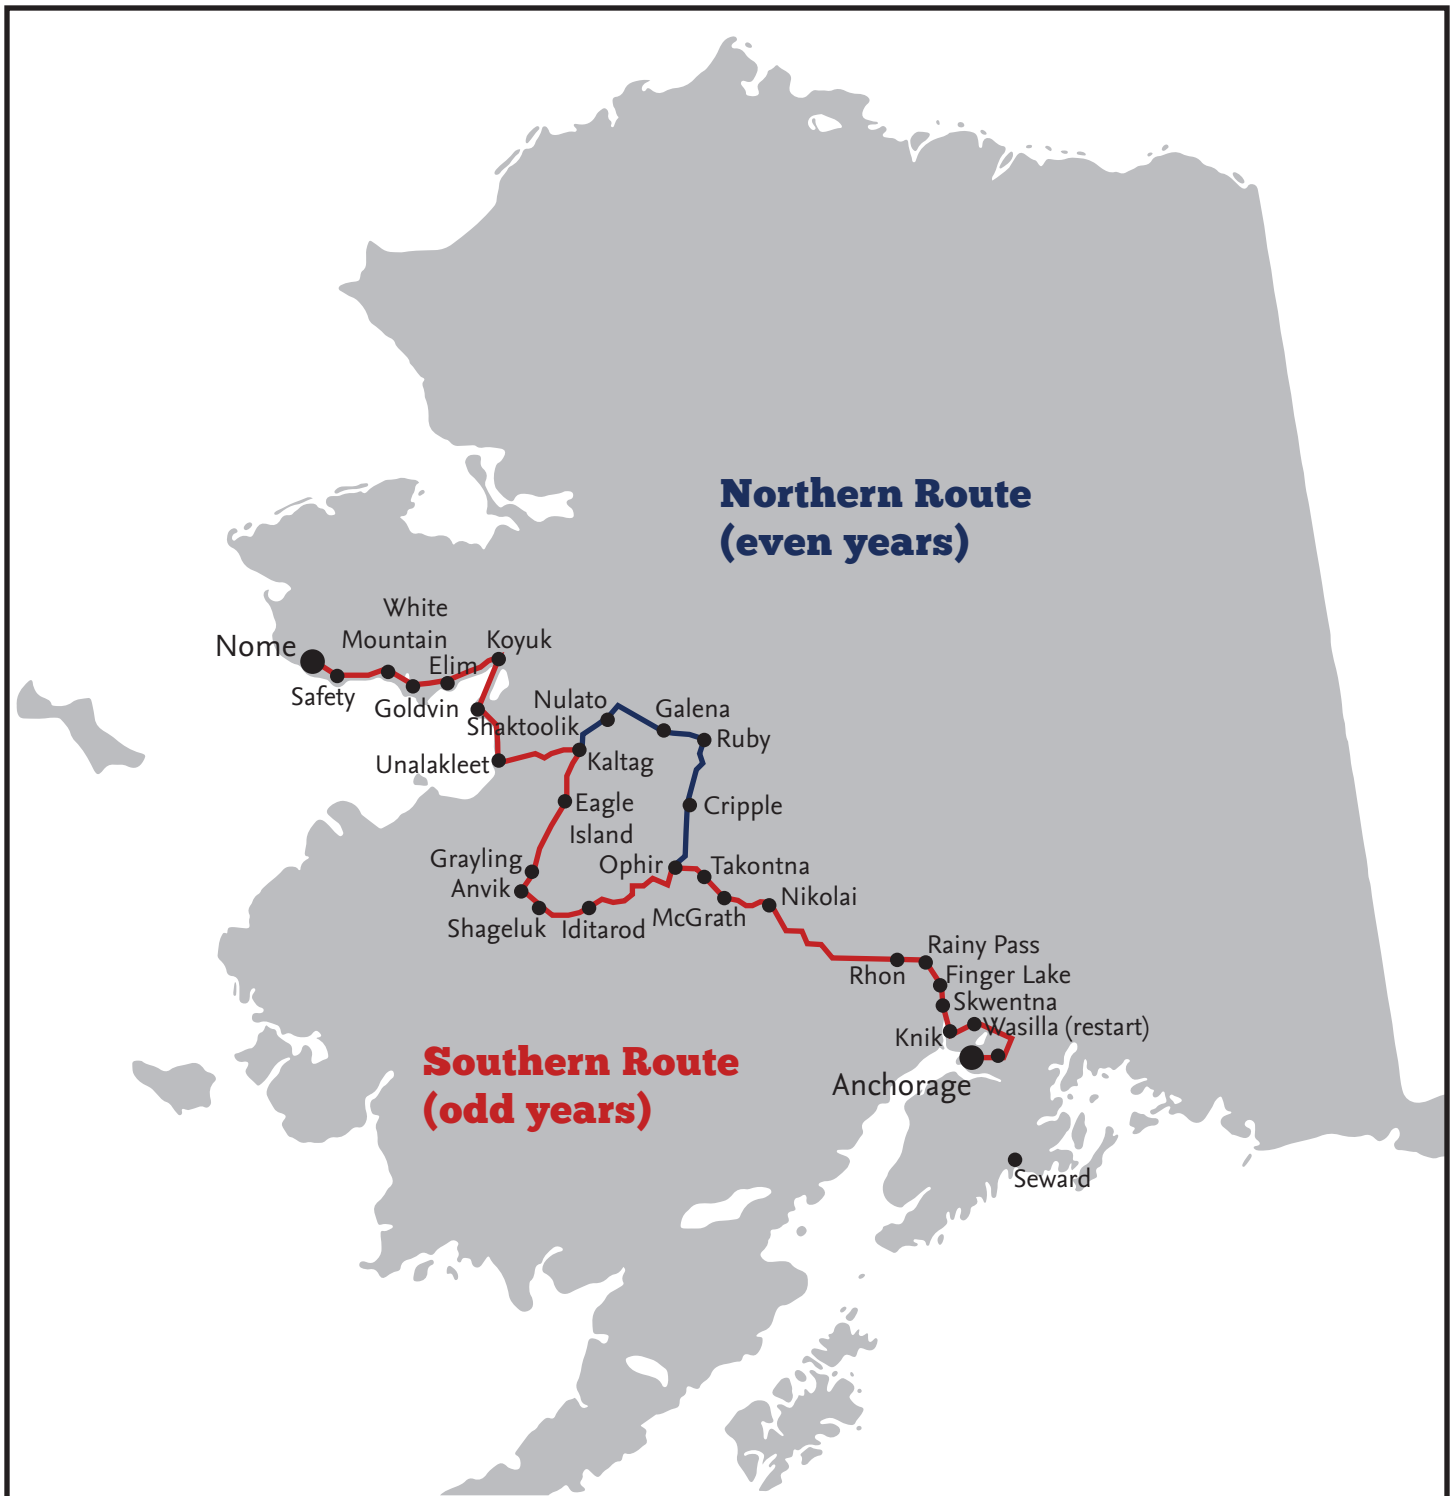 Northern Route
(even years)
White
Mountain
Nome
Koyuk
Elim
Safety
Goldvin
Nulato
Galena
Shaktoolik
Ruby
Unalakleet
Kaltag
Eagle
Island
Cripple
Grayling
Ophir
Takontna
Anvik
Nikolai
Shageluk
Iditarod
McGrath
Rainy Pass
Rhon
Finger Lake
Skwentna
Wasilla (restart)
Knik
Anchorage
Southern Route
(odd years)
Seward